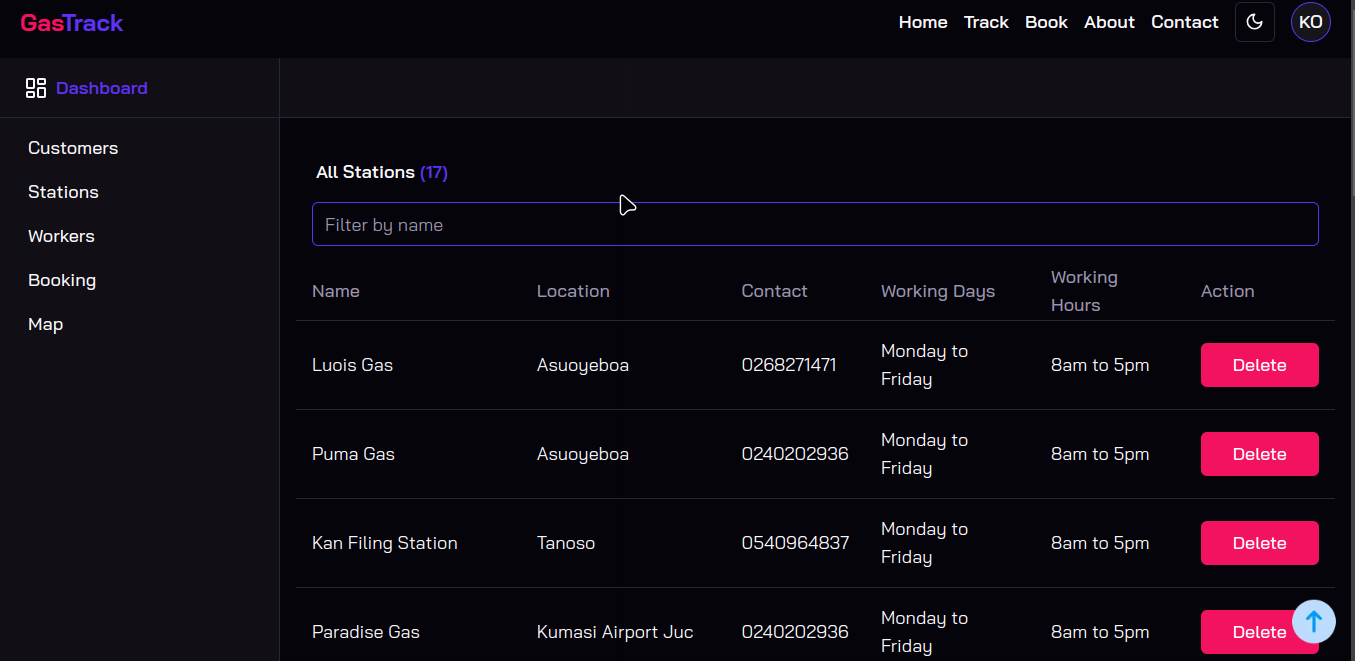 GasTrack Home Track Book About Contact KO
Dashboard
Customers
Stations
Workers
Booking
Map
All Stations (17)
Filter by name
Name Location Contact Working Days Working Hours Action
Luois Gas Asuoyeboa 0268271471 Monday to Friday 8am to 5pm Delete
Puma Gas Asuoyeboa 0240202936 Monday to Friday 8am to 5pm Delete
Kan Filing Station Tanoso 0540964837 Monday to Friday 8am to 5pm Delete
Paradise Gas Kumasi Airport Juc 0240202936 Monday to Friday 8am to 5pm Delete